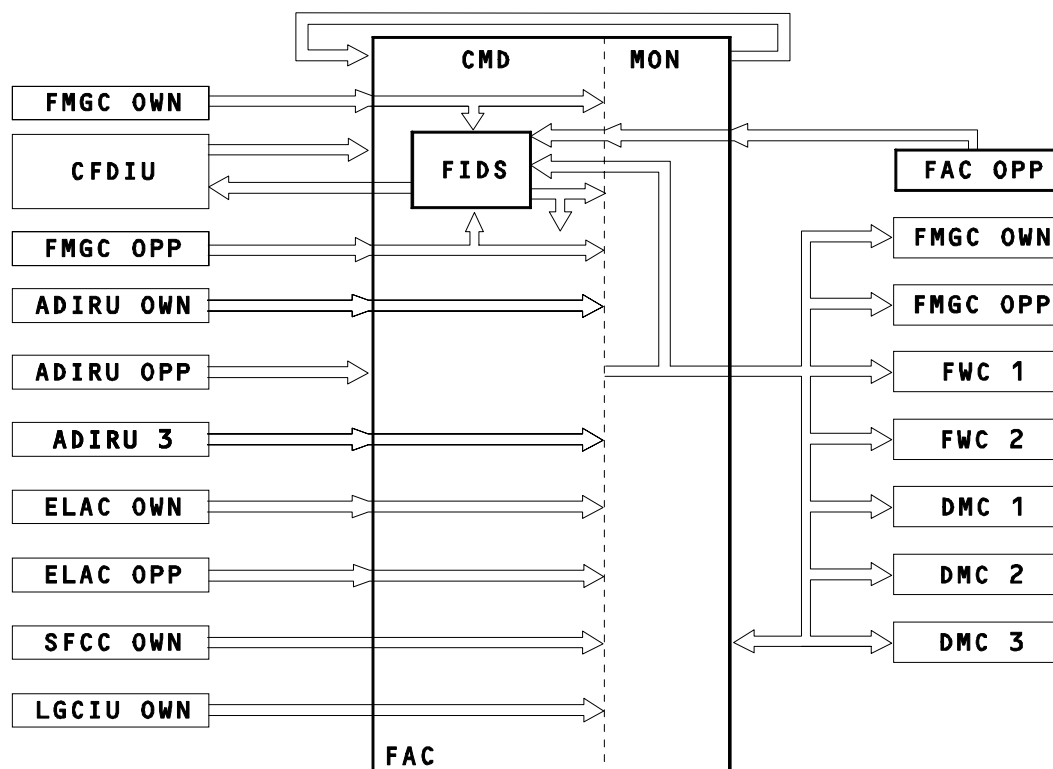 CMD
MON
FMGC OWN
CFDIU
FIDS
FAC OPP
FMGC OPP
FMGC OWN
ADIRU OWN
FMGC OPP
ADIRU OPP
FWC 1
ADIRU 3
FWC 2
ELAC OWN
DMC 1
ELAC OPP
DMC 2
SFCC OWN
DMC 3
LGCIU OWN
FAC